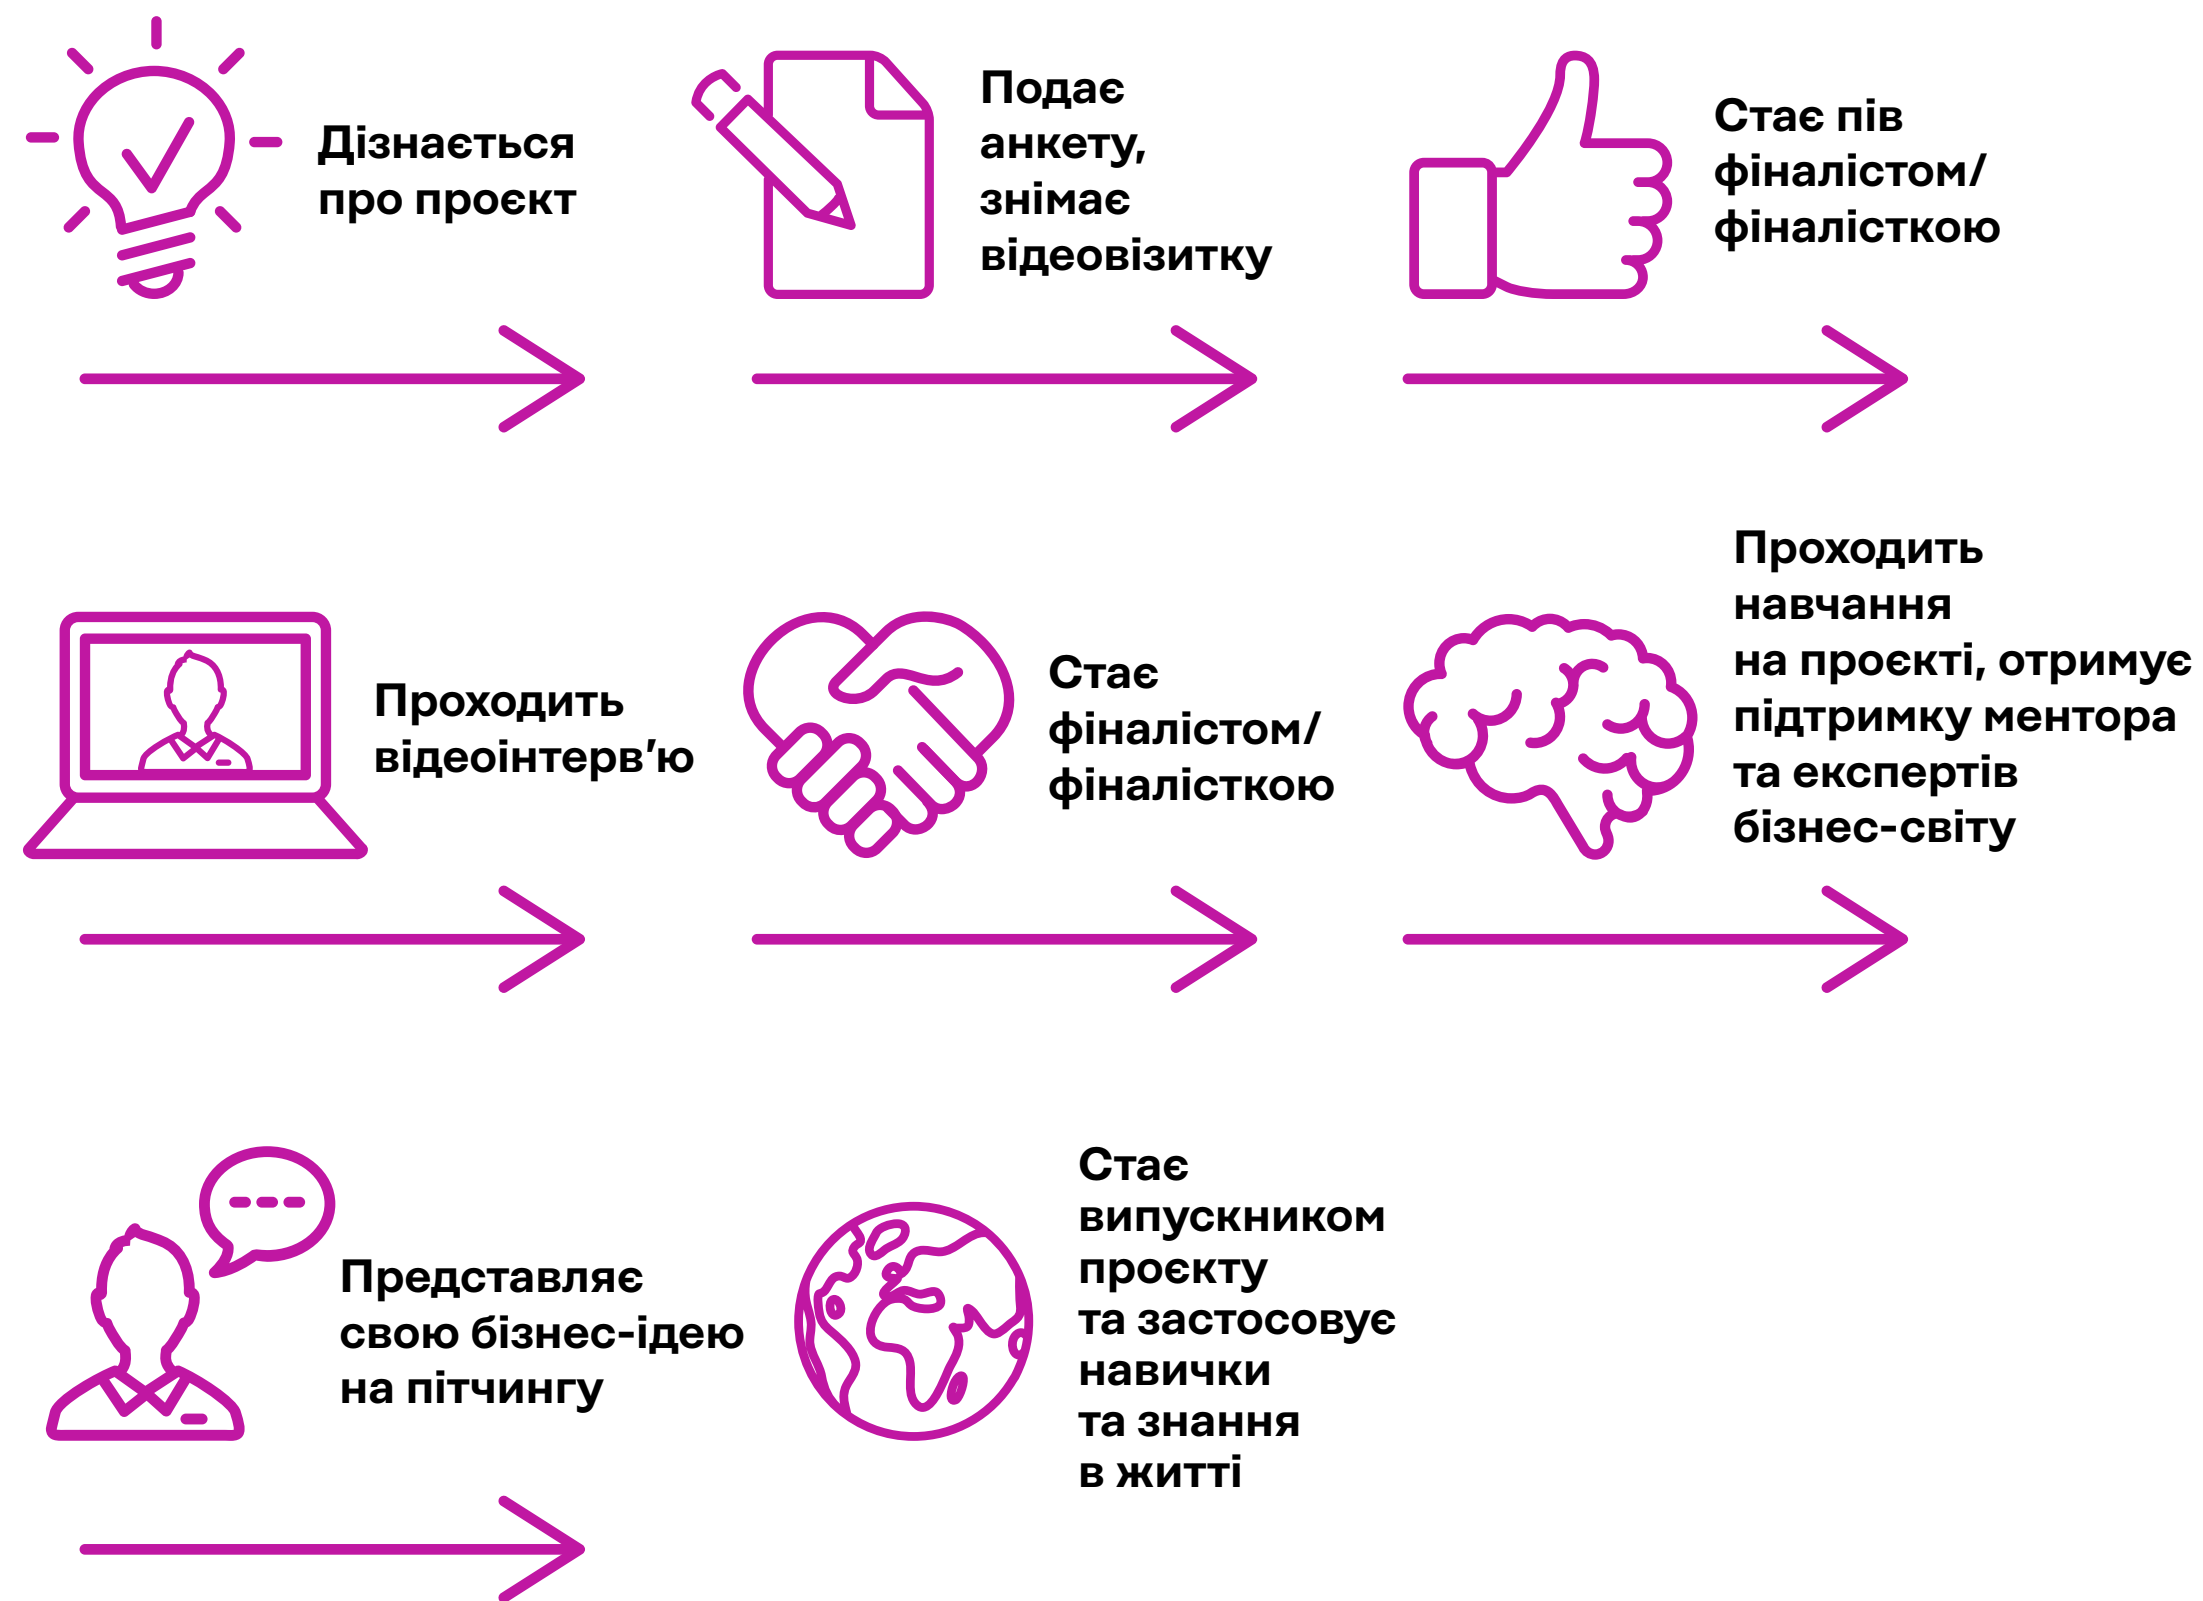 Дізнається
про проєкт
Подає
анкету,
знімає
відеовізитку
Стає пів
фіналістом/
фіналісткою
Проходить
відеоінтерв’ю
Стає
фіналістом/
фіналісткою
Проходить
навчання
на проєкті, отримує
підтримку ментора
та експертів
бізнес-світу
Представляє
свою бізнес-ідею
на пітчингу
Стає
випускником
проєкту
та застосовує
навички
та знання
в житті